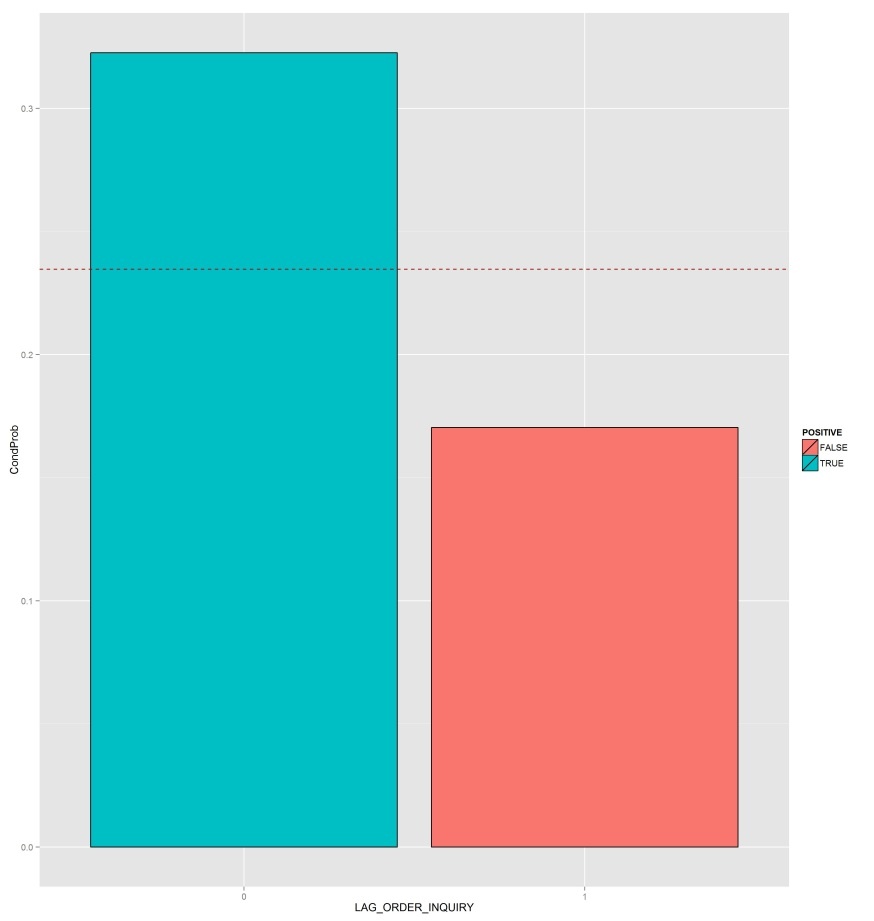 0.3
0.2
0.1
0.0
CondProb
0 1
LAG_ORDER_INQUIRY
POSITIVE
FALSE
TRUE